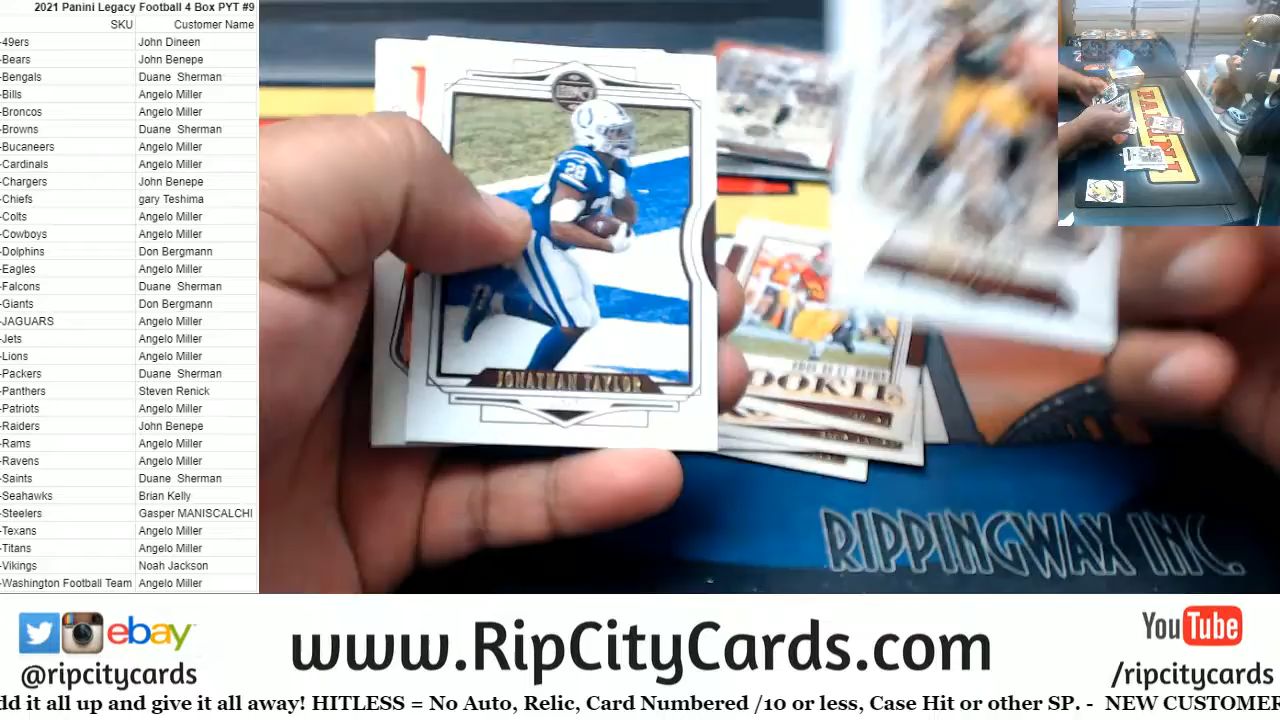 2021 Panini Legacy Football 4 Box PYT #9
SKU Customer Name
-49ers John Dineen
-Bears John Benepe
-Bengals Duane Sherman
-Bills Angelo Miller
-Broncos Angelo Miller
-Browns Duane Sherman
-Bucaneers Angelo Miller
-Cardinals Angelo Miller
-Chargers John Benepe
-Chiefs gary Teshima
-Colts Angelo Miller
-Cowboys Angelo Miller
-Dolphins Don Bergmann
-Eagles Angelo Miller
-Falcons Duane Sherman
-Giants Don Bergmann
-JAGUARS Angelo Miller
-Jets Angelo Miller
-Lions Angelo Miller
-Packers Duane Sherman
-Panthers Steven Renick
-Patriots Angelo Miller
-Raiders John Benepe
-Rams Angelo Miller
-Ravens Angelo Miller
-Saints Duane Sherman
-Seahawks Brian Kelly
-Steelers Gasper MANISCALCHI
-Texans Angelo Miller
-Titans Angelo Miller
-Vikings Noah Jackson
-Washington Football Team Angelo Miller
LEGACY
28
JONATHAN TAYLOR
PANINI
RIPPINGWAX INC.
ebay
@ripcitycards
www.RipCityCards.com
YouTube
/ripcitycards
dd it all up and give it all away! HITLESS = No Auto, Relic, Card Numbered /10 or less, Case Hit or other SP. - NEW CUSTOMER